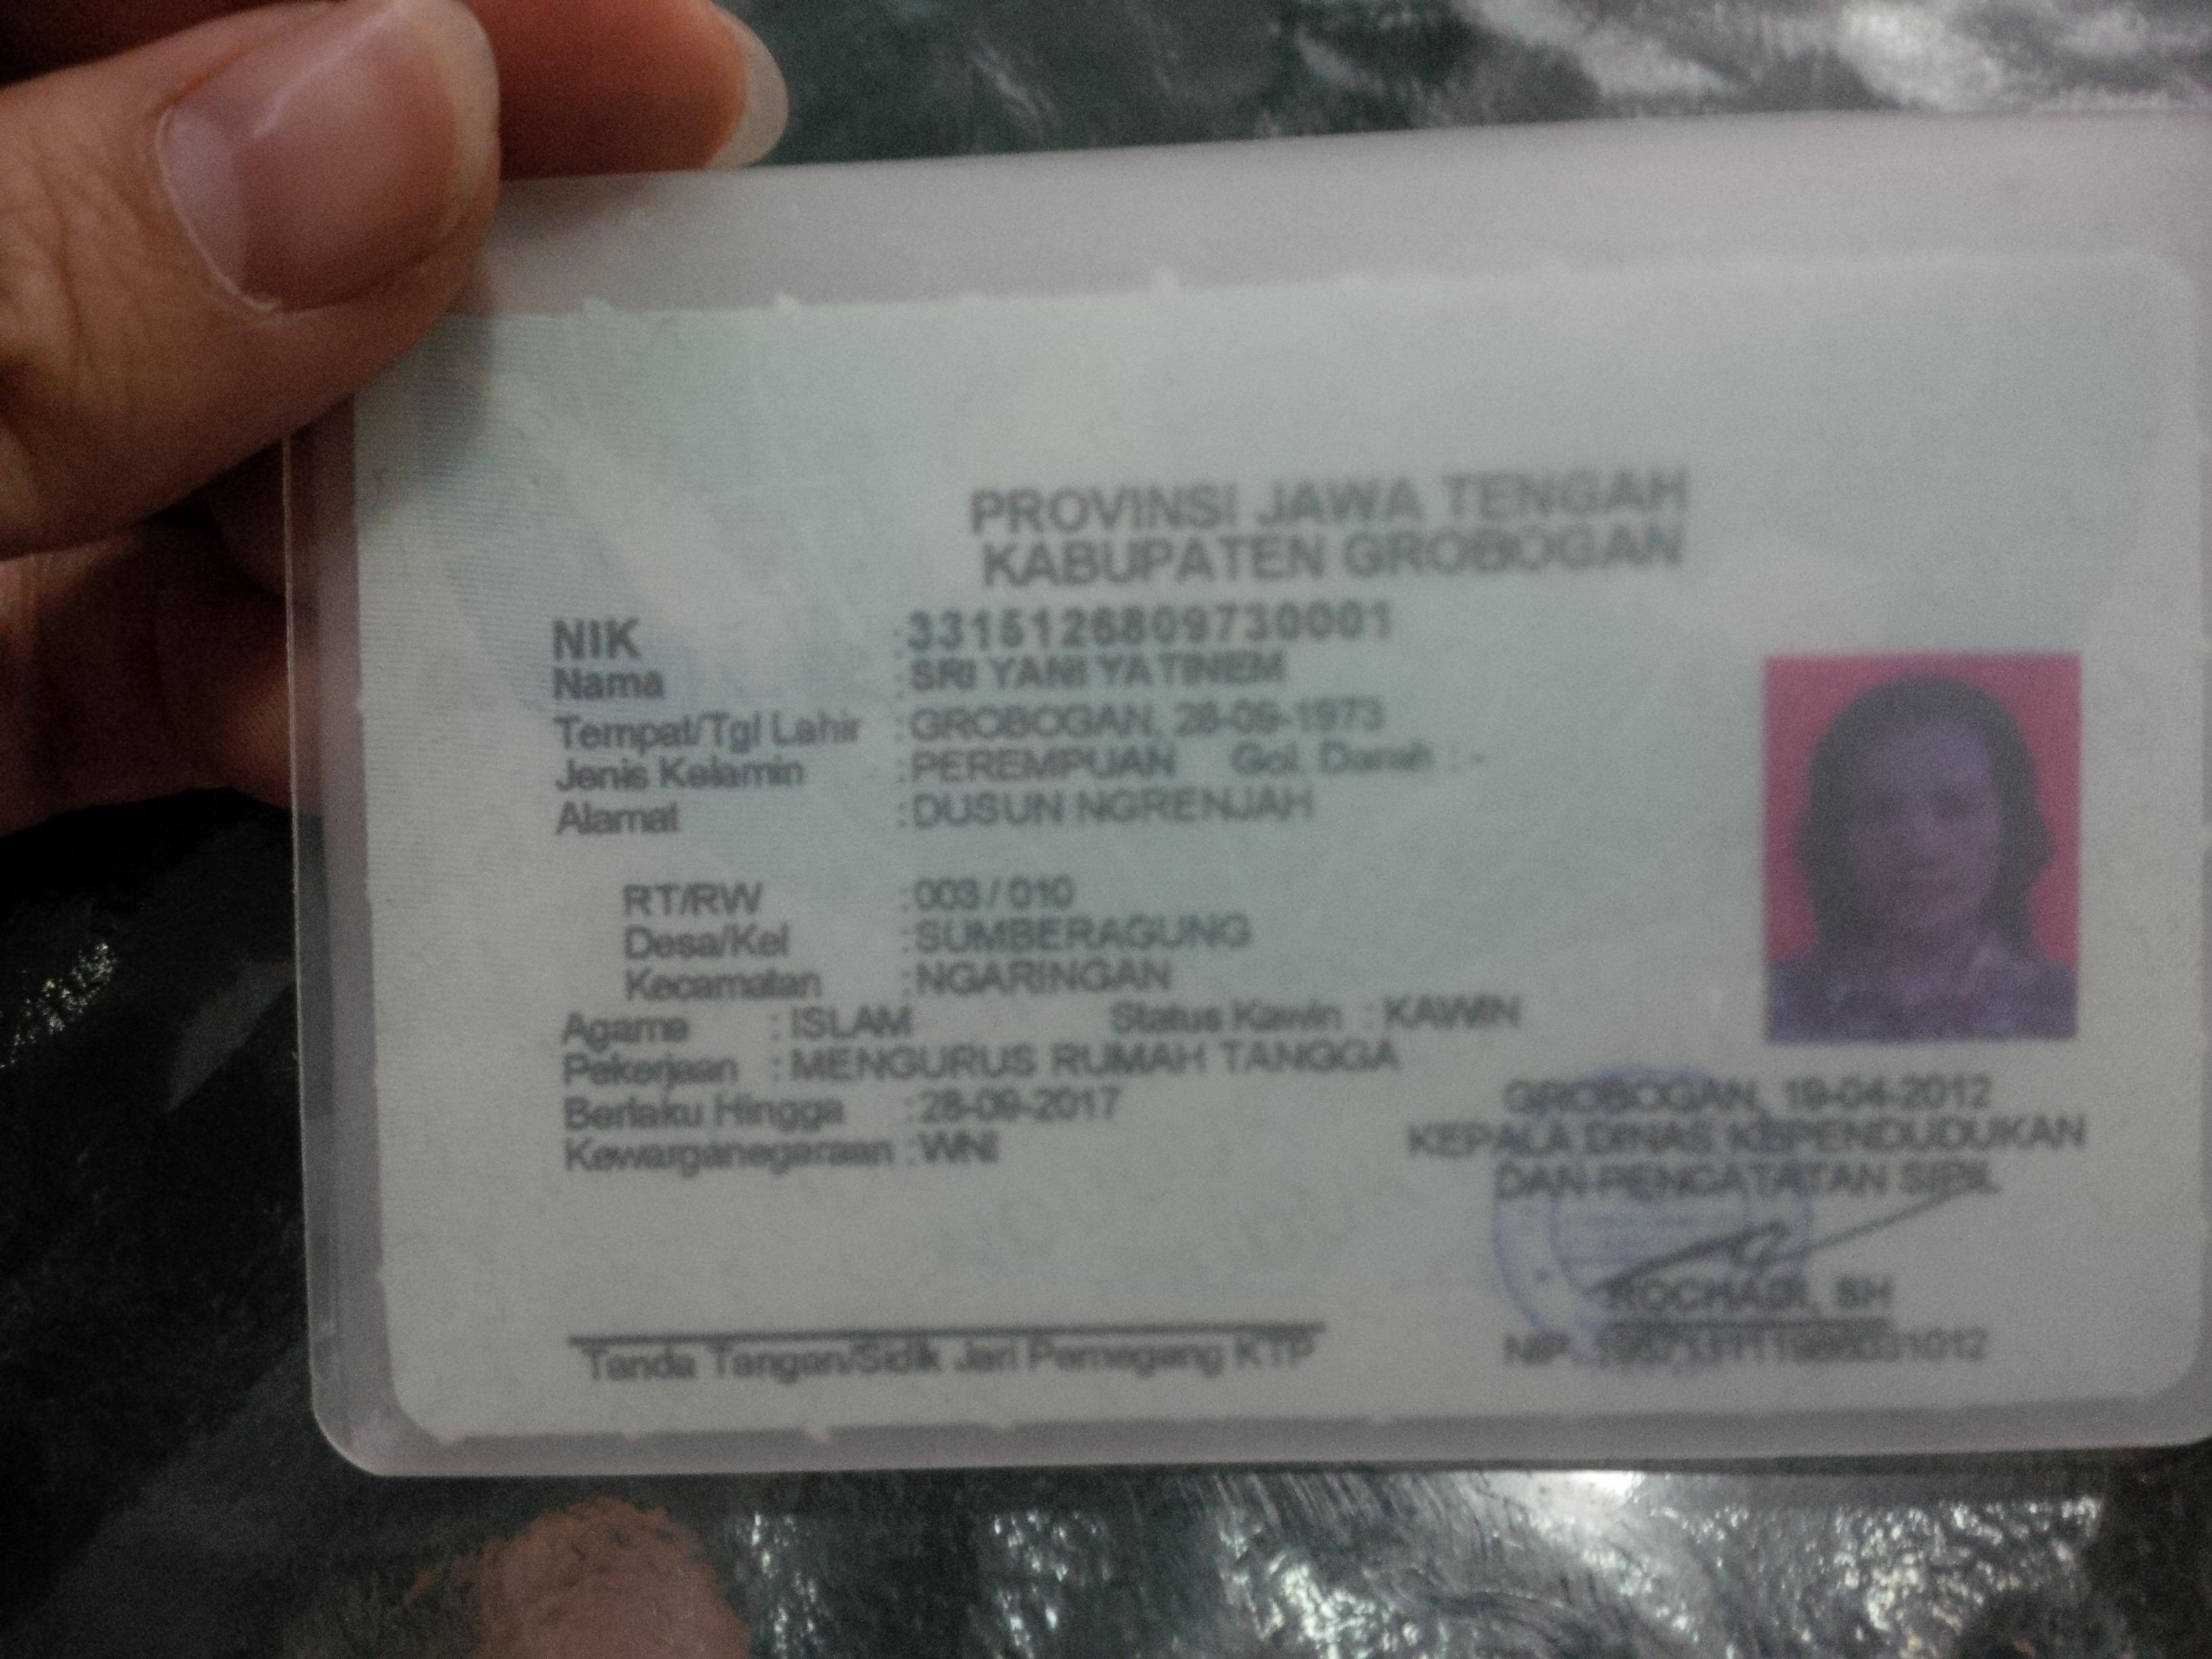 PROVINSI JAWA TENGAH
KABUPATEN GROBOGAN
NIK : 3315126809730001
Nama : SRI YANI YATINEM
Tempat/Tgl Lahir : GROBOGAN, 28-09-1973
Jenis Kelamin : PEREMPUAN Gol. Darah : -
Alamat : DUSUN NGRENJAH
RT/RW : 003 / 010
Desa/Kel : SUMBERAGUNG
Kecamatan : NGARINGAN
Agama : ISLAM Status Kawin : KAWIN
Pekerjaan : MENGURUS RUMAH TANGGA
Berlaku Hingga : 28-09-2017
Kewarganegaraan : WNI
GROBOGAN, 19-04-2012
KEPALA DINAS KEPENDUDUKAN
DAN PENCATATAN SIPIL
SH
Tanda Tangan/Sidik Jari Pemegang KTP
NIP.